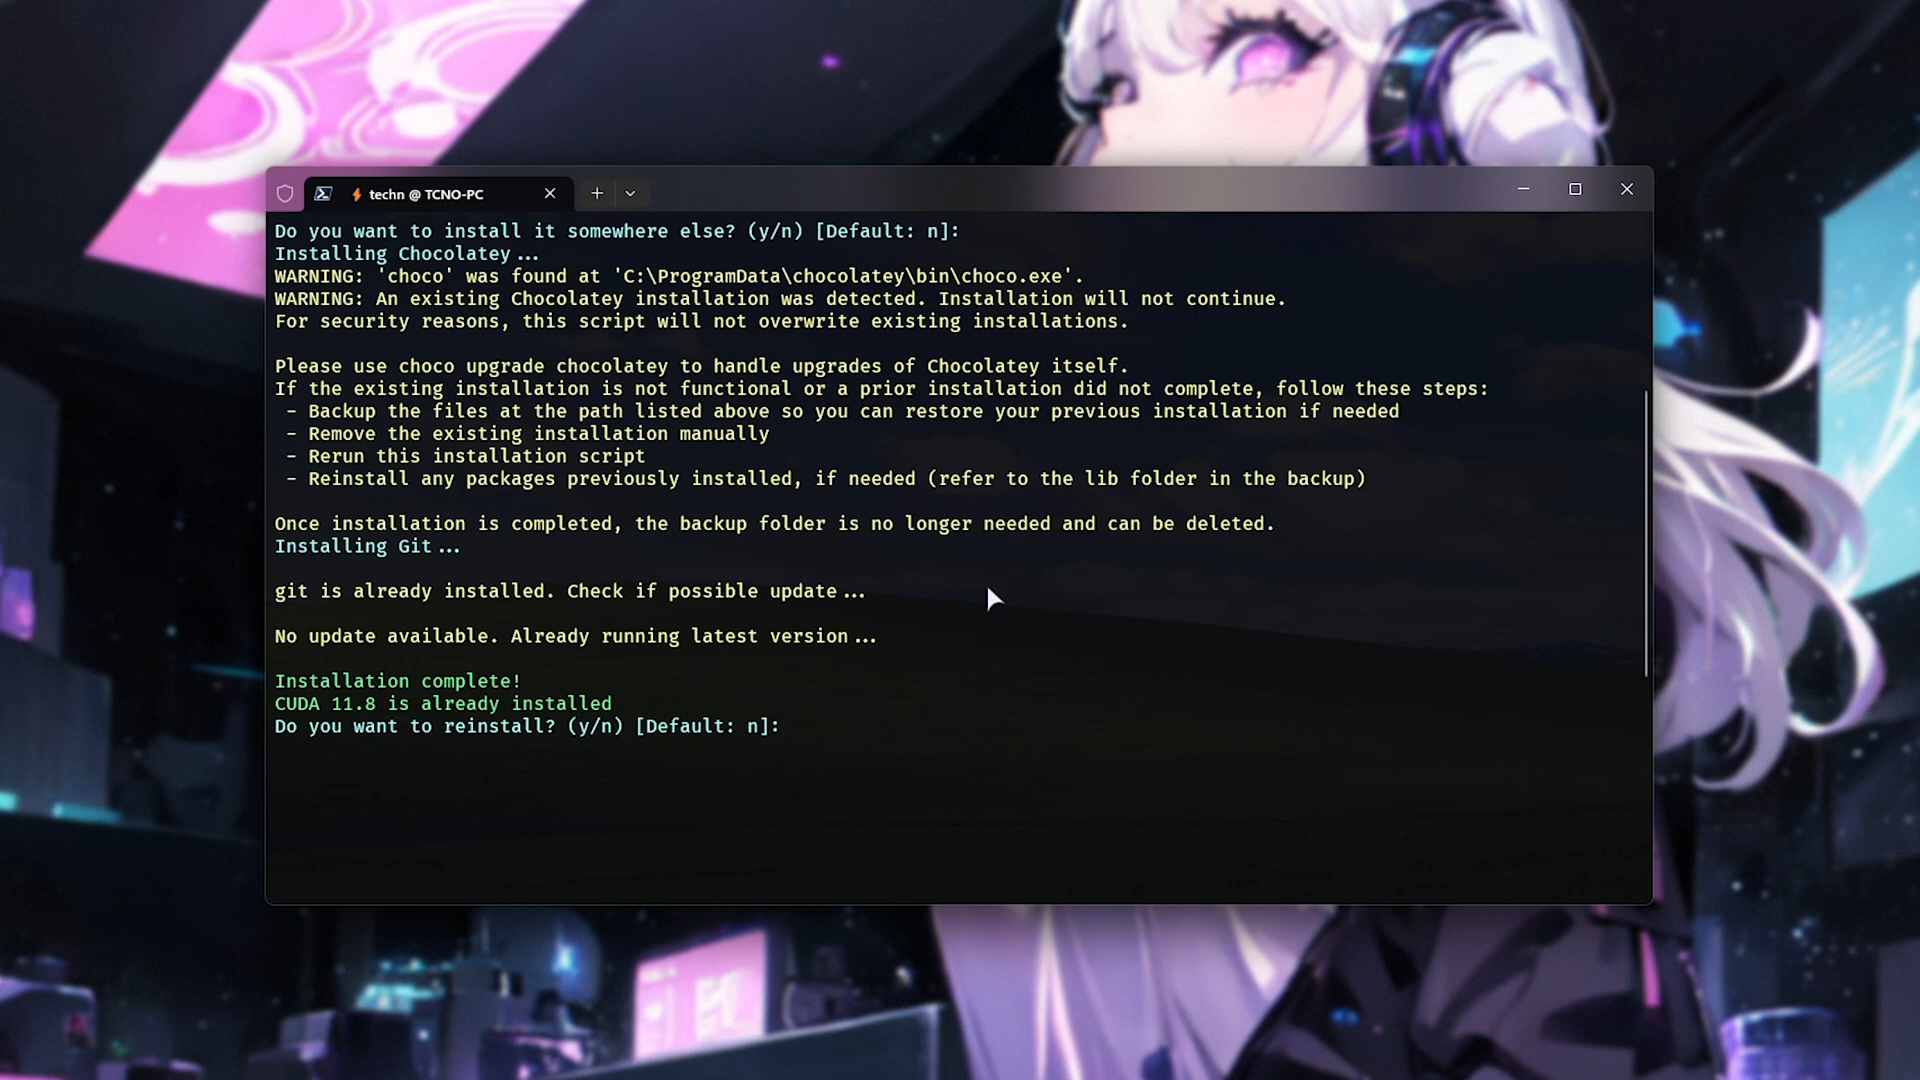 techn @ TCNO-PC
Do you want to install it somewhere else? (y/n) [Default: n]:
Installing Chocolatey...
WARNING: 'choco' was found at 'C:\ProgramData\chocolatey\bin\choco.exe'.
WARNING: An existing Chocolatey installation was detected. Installation will not continue.
For security reasons, this script will not overwrite existing installations.
Please use choco upgrade chocolatey to handle upgrades of Chocolatey itself.
If the existing installation is not functional or a prior installation did not complete, follow these steps:
- Backup the files at the path listed above so you can restore your previous installation if needed
- Remove the existing installation manually
- Rerun this installation script
- Reinstall any packages previously installed, if needed (refer to the lib folder in the backup)
Once installation is completed, the backup folder is no longer needed and can be deleted.
Installing Git...
git is already installed. Check if possible update...
No update available. Already running latest version...
Installation complete!
CUDA 11.8 is already installed
Do you want to reinstall? (y/n) [Default: n]: